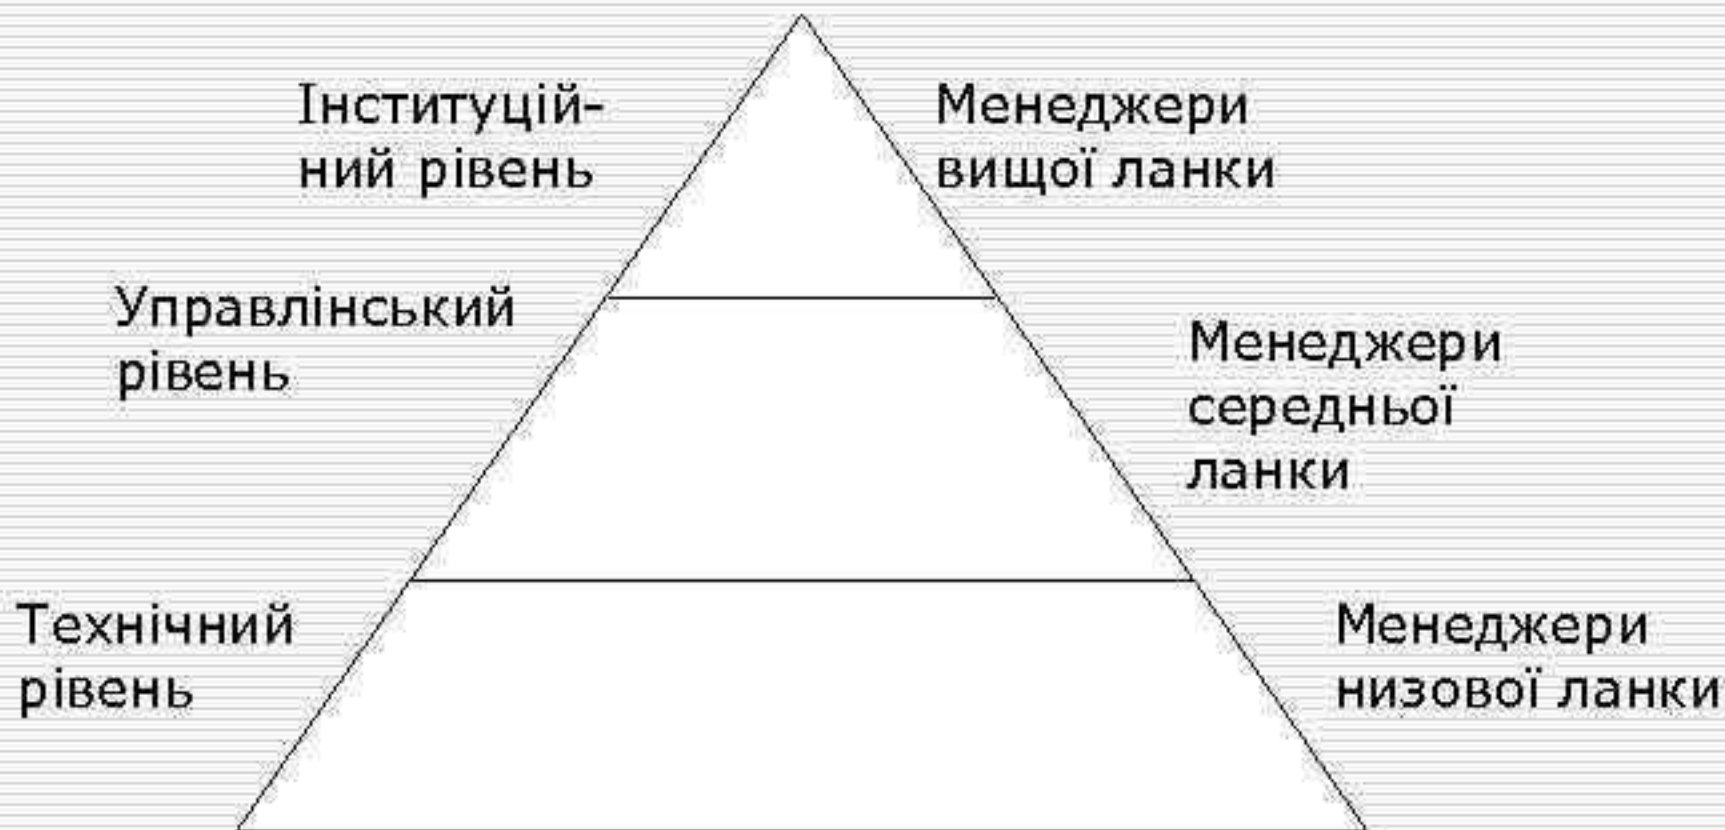 Інституцій-
ний рівень
Менеджери
вищої ланки
Управлінський
рівень
Менеджери
середньої
ланки
Технічний
рівень
Менеджери
низової ланки